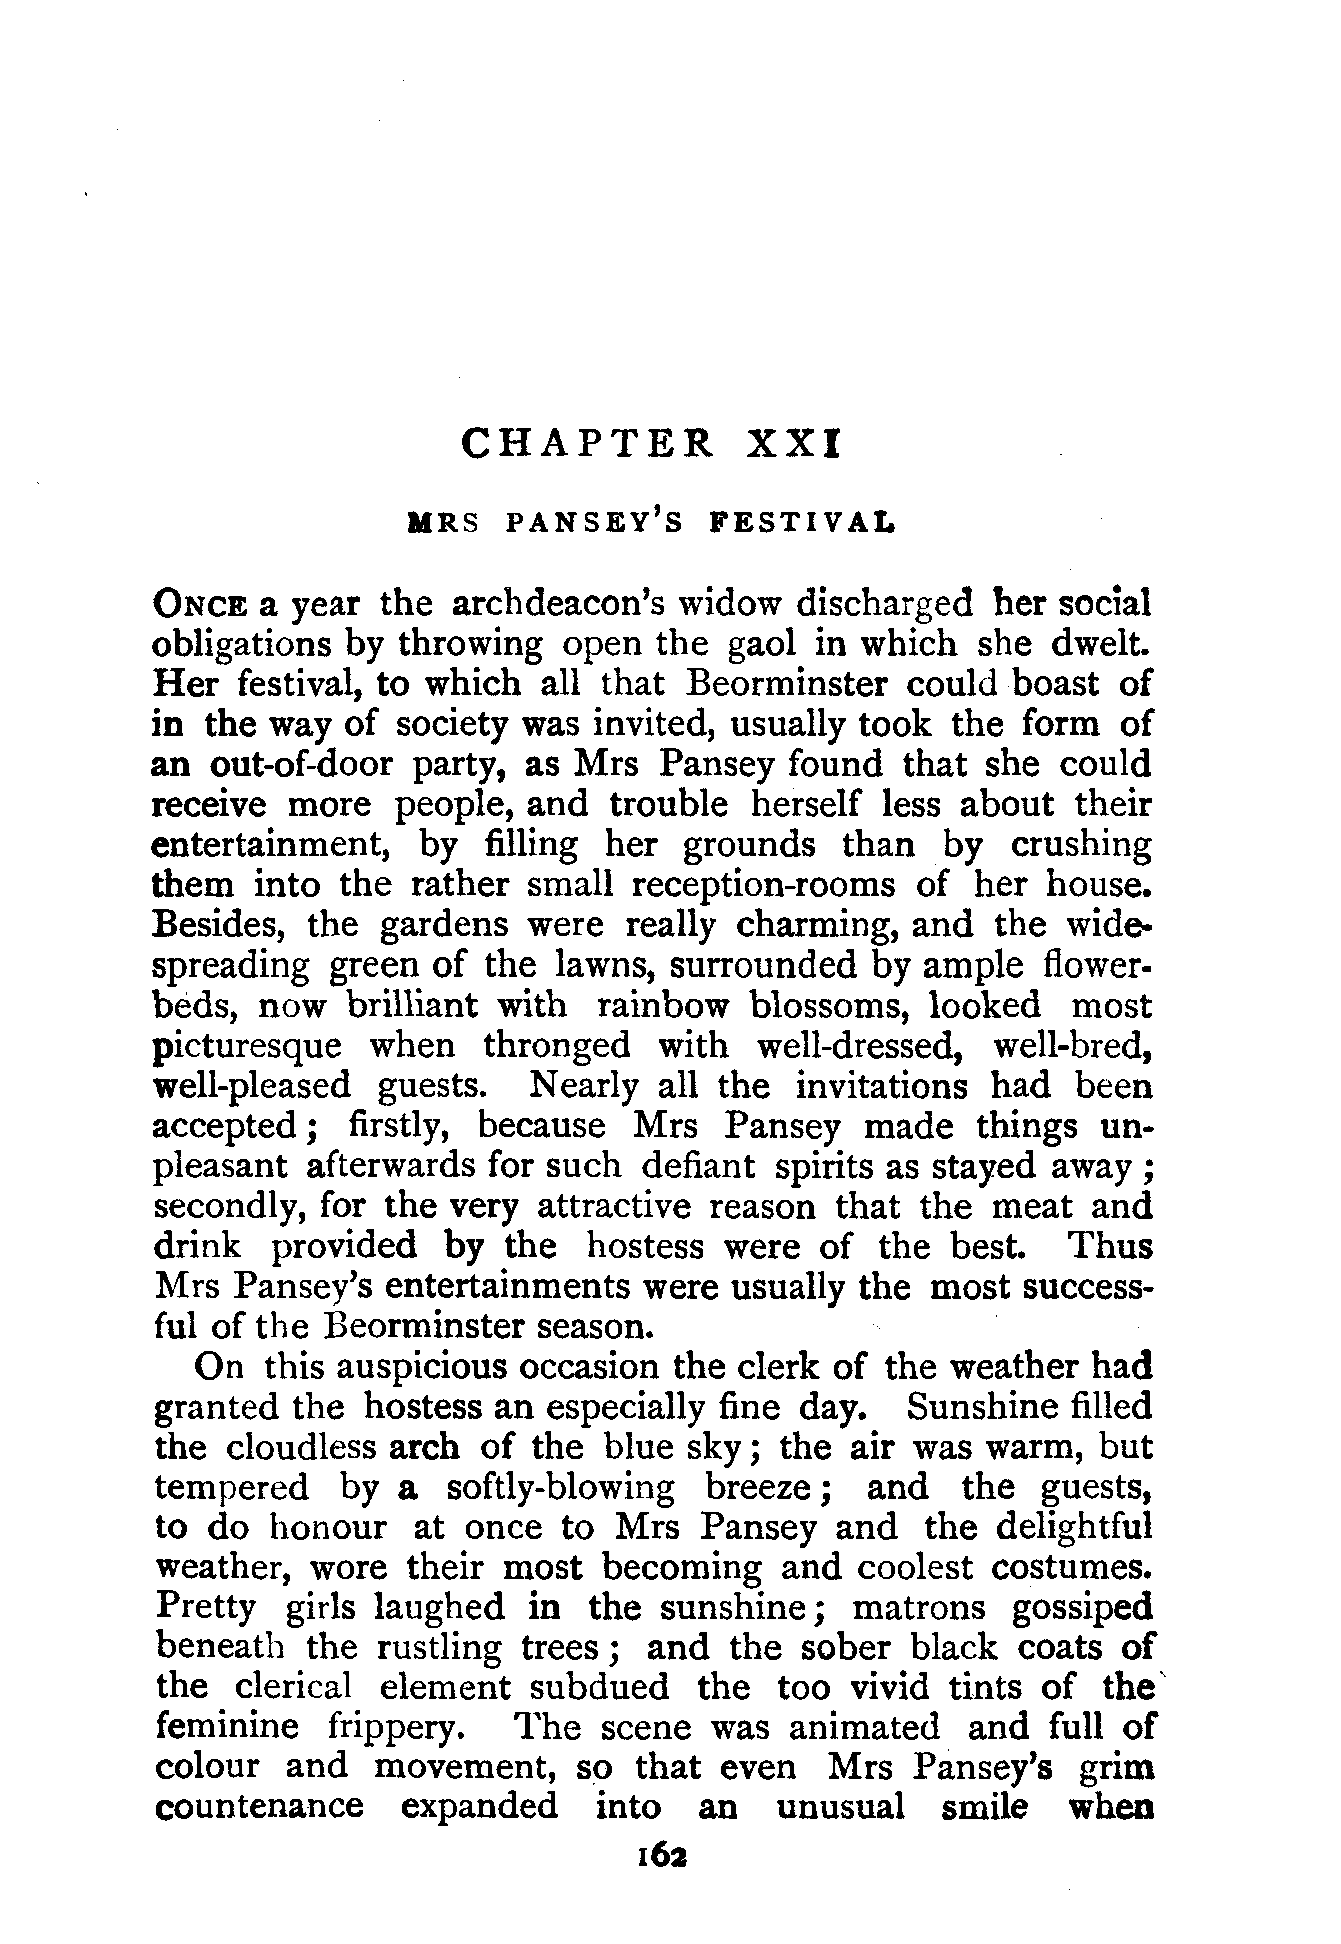 CHAPTER XXI
MRS PANSEY'S FESTIVAL
ONCE a year the archdeacon's widow discharged her social
obligations by throwing open the gaol in which she dwelt.
Her festival, to which all that Beorminster could boast of
in the way of society was invited, usually took the form of
an out-of-door party, as Mrs Pansey found that she could
receive more people, and trouble herself less about their
entertainment, by filling her grounds than by crushing
them into the rather small reception-rooms of her house.
Besides, the gardens were really charming, and the wide-
spreading green of the lawns, surrounded by ample flower-
beds, now brilliant with rainbow blossoms, looked most
picturesque when thronged with well-dressed, well-bred,
well-pleased guests. Nearly all the invitations had been
accepted; firstly, because Mrs Pansey made things un-
pleasant afterwards for such defiant spirits as stayed away;
secondly, for the very attractive reason that the meat and
drink provided by the hostess were of the best. Thus
Mrs Pansey's entertainments were usually the most success-
ful of the Beorminster season.
On this auspicious occasion the clerk of the weather had
granted the hostess an especially fine day. Sunshine filled
the cloudless arch of the blue sky; the air was warm, but
tempered by a softly-blowing breeze; and the guests,
to do honour at once to Mrs Pansey and the delightful
weather, wore their most becoming and coolest costumes.
Pretty girls laughed in the sunshine; matrons gossiped
beneath the rustling trees; and the sober black coats of
the clerical element subdued the too vivid tints of the
feminine frippery. The scene was animated and full of
colour and movement, so that even Mrs Pansey's grim
countenance expanded into an unusual smile when
162